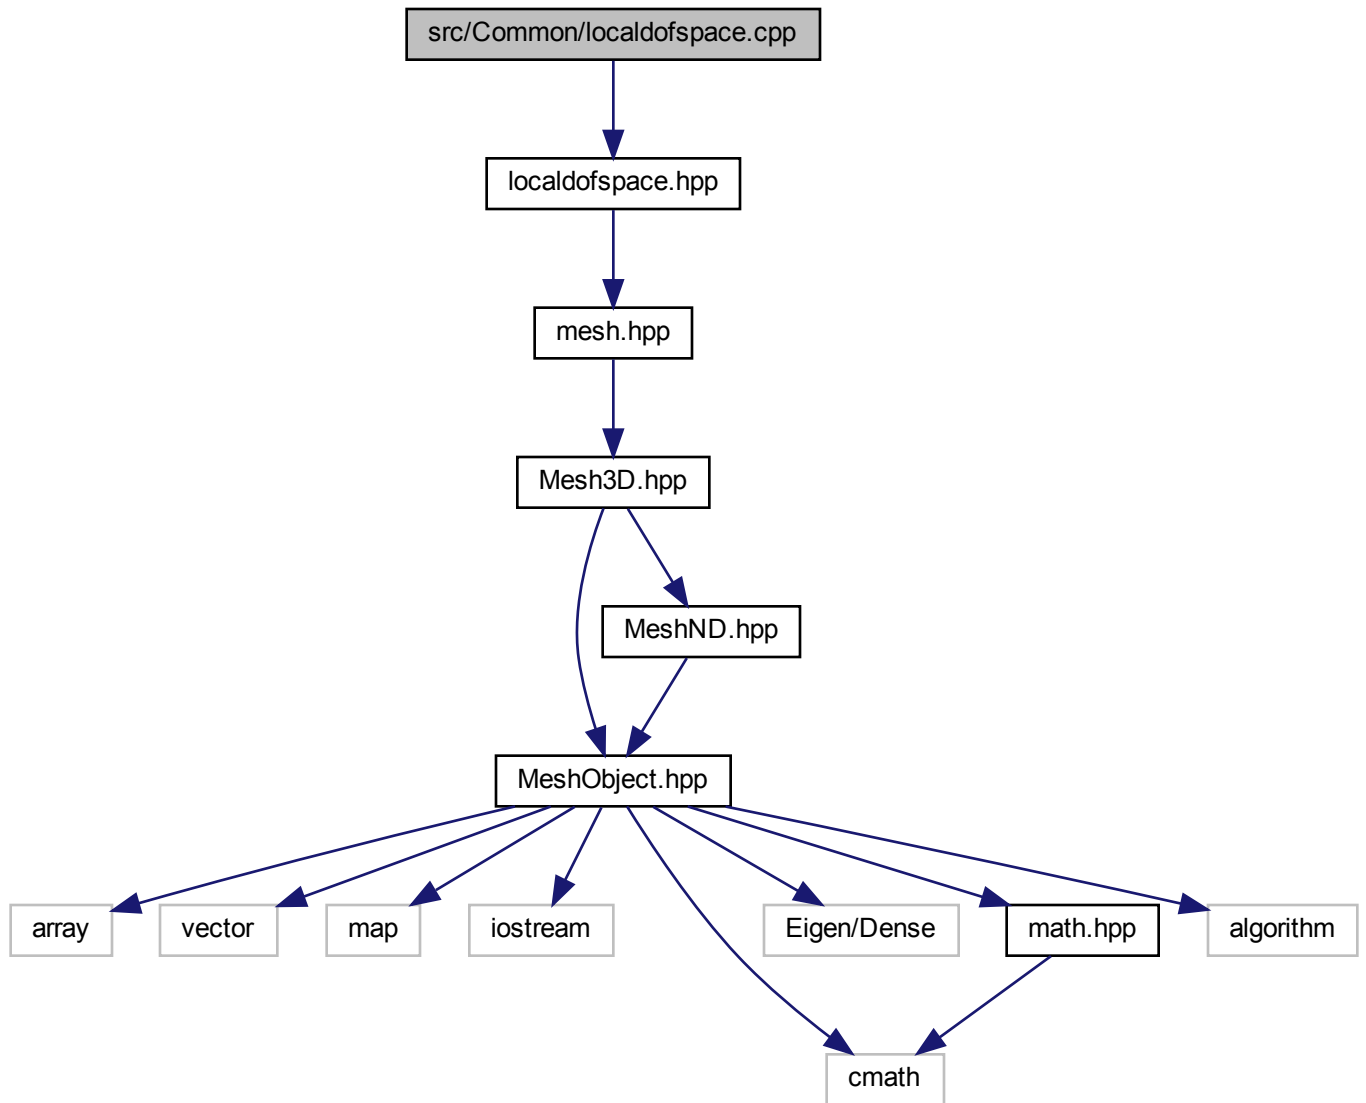 src/Common/localdofspace.cpp
localdofspace.hpp
mesh.hpp
Mesh3D.hpp
MeshND.hpp
MeshObject.hpp
array
vector
map
iostream
Eigen/Dense
math.hpp
algorithm
cmath